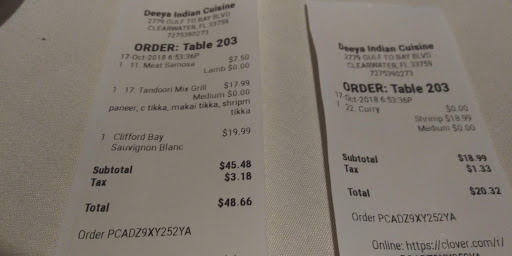 Deeya Indian Cuisine
2779 GULF TO BAY BLVD
CLEARWATER, FL 33759
7275390273
ORDER: Table 203
17-Oct-2018 6:53:36P
1 11. Meat Samosa $7.50
Lamb $0.00
1 17. Tandoori Mix Grill $17.99
Medium $0.00
paneer, c tikka, makai tikka, shripm
tikka
1 Clifford Bay $19.99
Sauvignon Blanc
Subtotal $45.48
Tax $3.18
Total $48.66
Order PCADZ9XY252YA
Deeya Indian Cuisine
2779 GULF TO BAY BLVD
CLEARWATER, FL 33759
7275390273
ORDER: Table 203
17-Oct-2018 6:53:36P
1 22. Curry $0.00
Shrimp $18.99
Medium $0.00
Subtotal $18.99
Tax $1.33
Total $20.32
Order PCADZ9XY252YA
Online: https://clover.com/r/